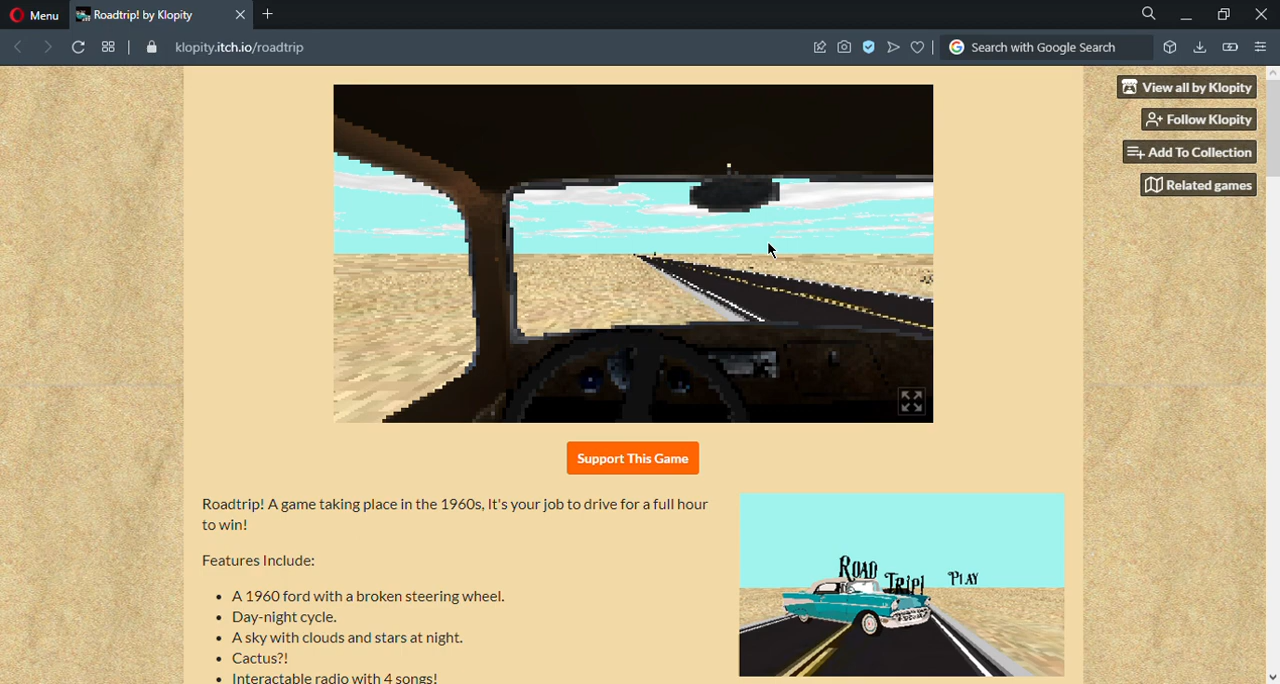 Menu
Roadtrip! by Klopity
klopity.itch.io/roadtrip
Search with Google Search
View all by Klopity
Follow Klopity
Add To Collection
Related games
Support This Game
Roadtrip! A game taking place in the 1960s, It's your job to drive for a full hour
to win!
Features Include:
• A 1960 ford with a broken steering wheel.
• Day-night cycle.
• A sky with clouds and stars at night.
• Cactus?!
• Interactable radio with 4 songs!
ROAD TRIP! PLAY